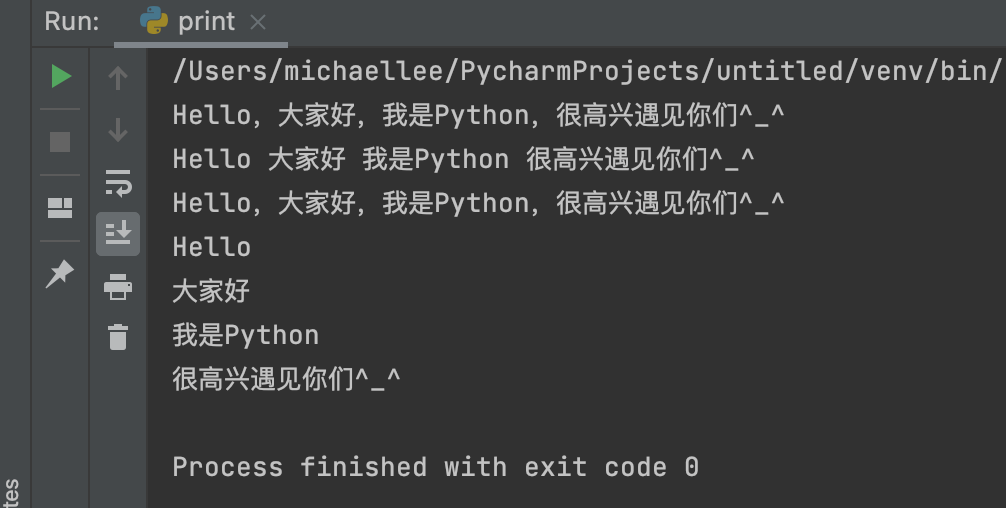 Run: print
/Users/michaellee/PycharmProjects/untitled/venv/bin/
Hello，大家好，我是Python，很高兴遇见你们^_^
Hello 大家好 我是Python 很高兴遇见你们^_^
Hello，大家好，我是Python，很高兴遇见你们^_^
Hello
大家好
我是Python
很高兴遇见你们^_^
Process finished with exit code 0
tes